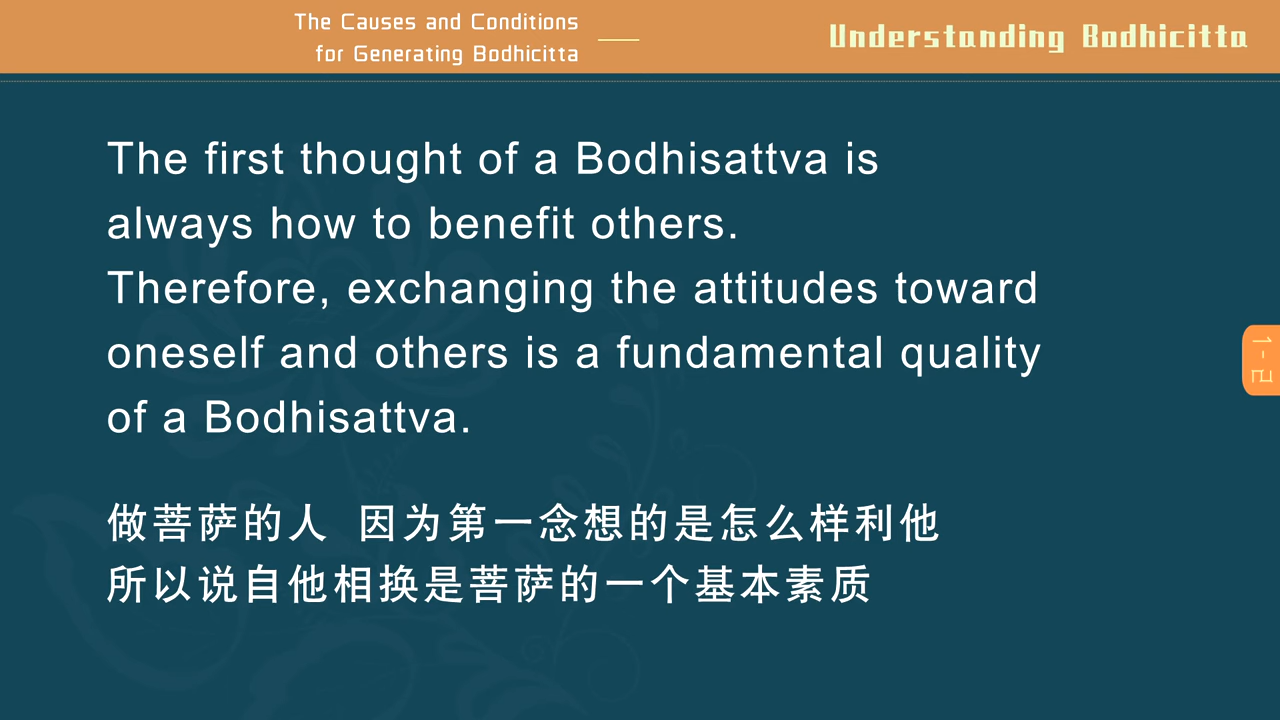 The Causes and Conditions
for Generating Bodhicitta
Understanding Bodhicitta
The first thought of a Bodhisattva is
always how to benefit others.
Therefore, exchanging the attitudes toward
oneself and others is a fundamental quality
of a Bodhisattva.
1-2
做菩萨的人 因为第一念想的是怎么样利他
所以说自他相换是菩萨的一个基本素质